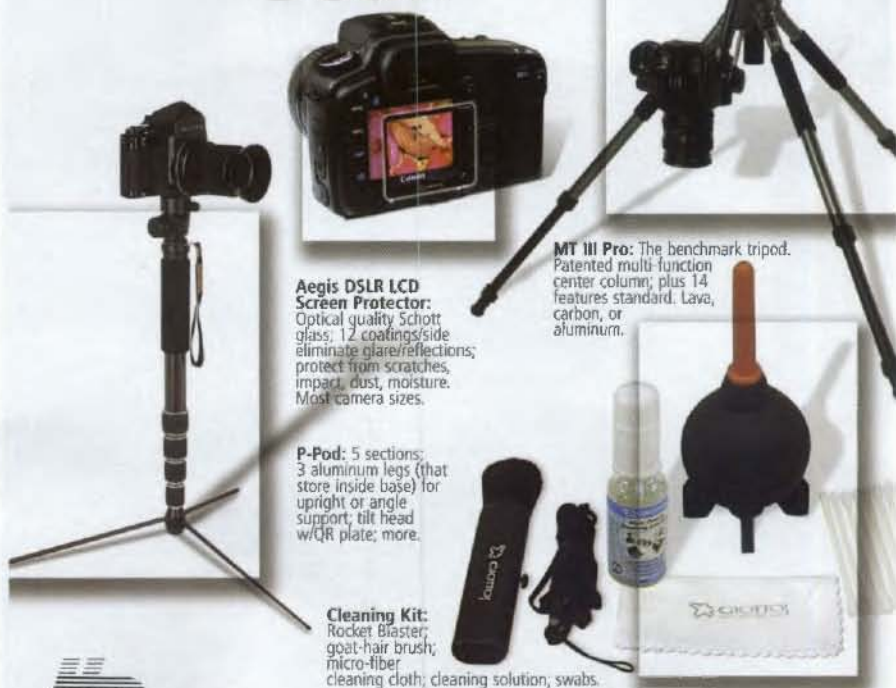 Canon
MT III Pro: The benchmark tripod.
Patented multi-function
center column; plus 14
features standard. Lava,
carbon, or
aluminum.
Aegis DSLR LCD
Screen Protector:
Optical quality Schott
glass; 12 coatings/side
eliminate glare/reflections;
protect from scratches,
impact, dust, moisture.
Most camera sizes.
P-Pod: 5 sections;
3 aluminum legs (that
store inside base) for
upright or angle
support; tilt head
w/QR plate; more.
GIOTTO'S
GIOTTO'S
Cleaning Kit:
Rocket Blaster;
goat-hair brush;
micro-fiber
cleaning cloth; cleaning solution; swabs.